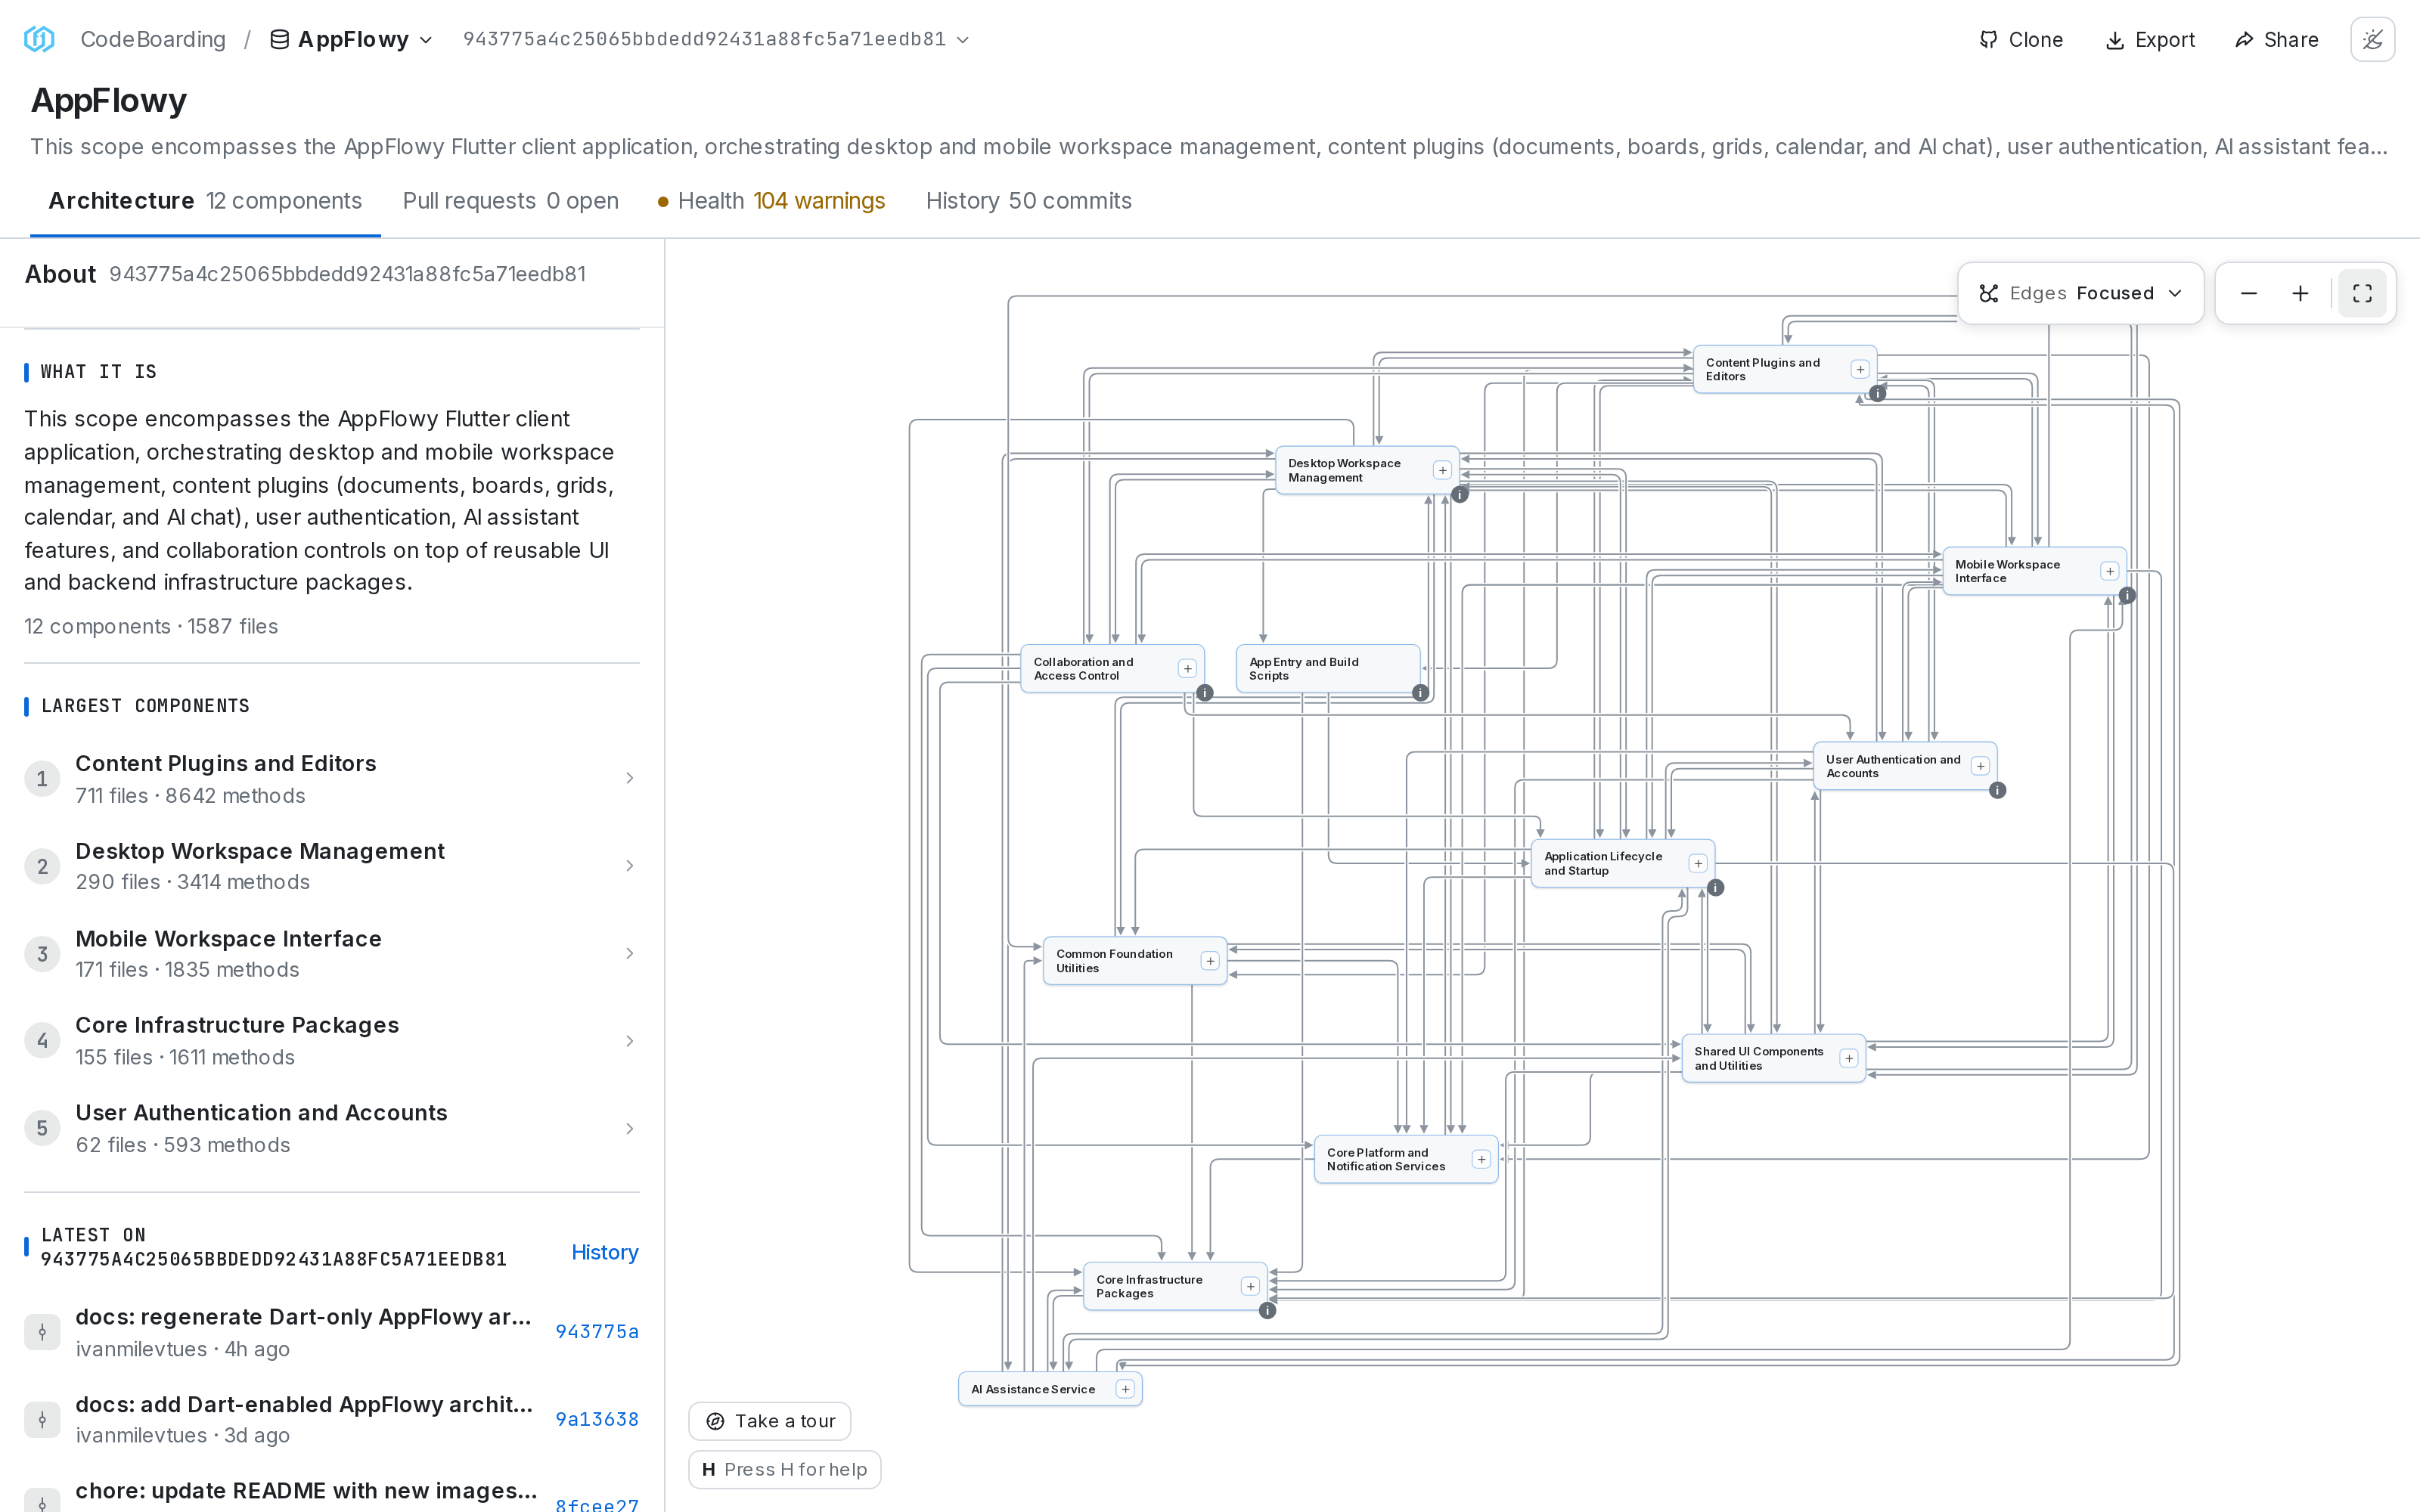 CodeBoarding / AppFlowy 943775a4c25065bbdedd92431a88fc5a71eedb81 Clone Export Share
AppFlowy
This scope encompasses the AppFlowy Flutter client application, orchestrating desktop and mobile workspace management, content plugins (documents, boards, grids, calendar, and AI chat), user authentication, AI assistant fea...
Architecture 12 components Pull requests 0 open Health 104 warnings History 50 commits
About 943775a4c25065bbdedd92431a88fc5a71eedb81
WHAT IT IS
This scope encompasses the AppFlowy Flutter client
application, orchestrating desktop and mobile workspace
management, content plugins (documents, boards, grids,
calendar, and AI chat), user authentication, AI assistant
features, and collaboration controls on top of reusable UI
and backend infrastructure packages.
12 components · 1587 files
LARGEST COMPONENTS
1 Content Plugins and Editors
711 files · 8642 methods
2 Desktop Workspace Management
290 files · 3414 methods
3 Mobile Workspace Interface
171 files · 1835 methods
4 Core Infrastructure Packages
155 files · 1611 methods
5 User Authentication and Accounts
62 files · 593 methods
LATEST ON
943775A4C25065BBDEDD92431A88FC5A71EEDB81 History
docs: regenerate Dart-only AppFlowy ar... 943775a
ivanmilevtues · 4h ago
docs: add Dart-enabled AppFlowy archit... 9a13638
ivanmilevtues · 3d ago
chore: update README with new images... 8fcee27
Edges Focused
Content Plugins and
Editors
Desktop Workspace
Management
Mobile Workspace
Interface
Collaboration and
Access Control
App Entry and Build
Scripts
User Authentication and
Accounts
Application Lifecycle
and Startup
Common Foundation
Utilities
Shared UI Components
and Utilities
Core Platform and
Notification Services
Core Infrastructure
Packages
AI Assistance Service
Take a tour
H Press H for help